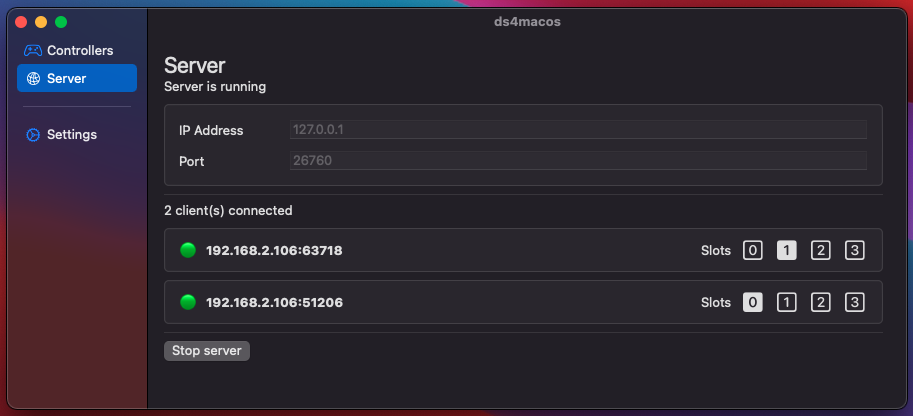 ds4macos
Controllers
Server
Settings
Server
Server is running
IP Address 127.0.0.1
Port 26760
2 client(s) connected
192.168.2.106:63718 Slots 0 1 2 3
192.168.2.106:51206 Slots 0 1 2 3
Stop server